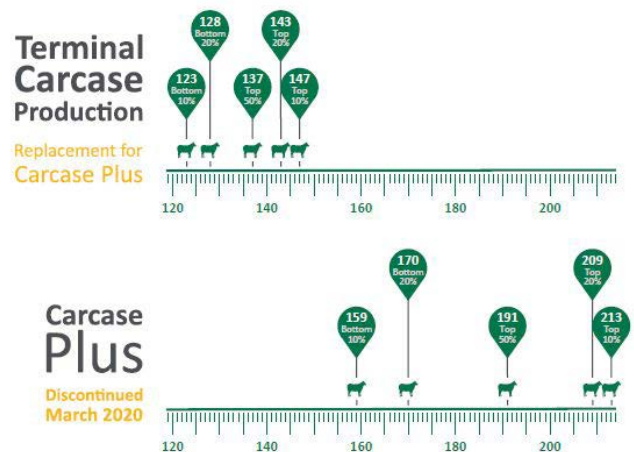 Terminal
Carcase
Production
Replacement for
Carcase Plus
123
Bottom
10%
128
Bottom
20%
137
Top
50%
143
Top
20%
147
Top
10%
120 140 160 180 200
Carcase
Plus
Discontinued
March 2020
159
Bottom
10%
170
Bottom
20%
191
Top
50%
209
Top
20%
213
Top
10%
120 140 160 180 200